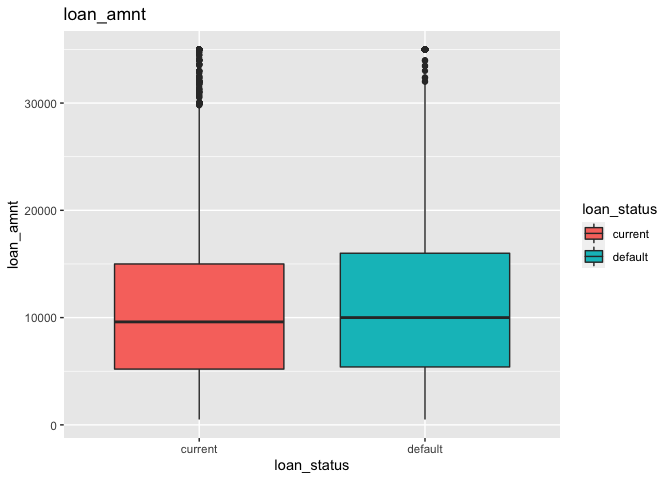 loan_amnt
30000
20000
10000
0
loan_amnt
current
default
loan_status
loan_status
current
default